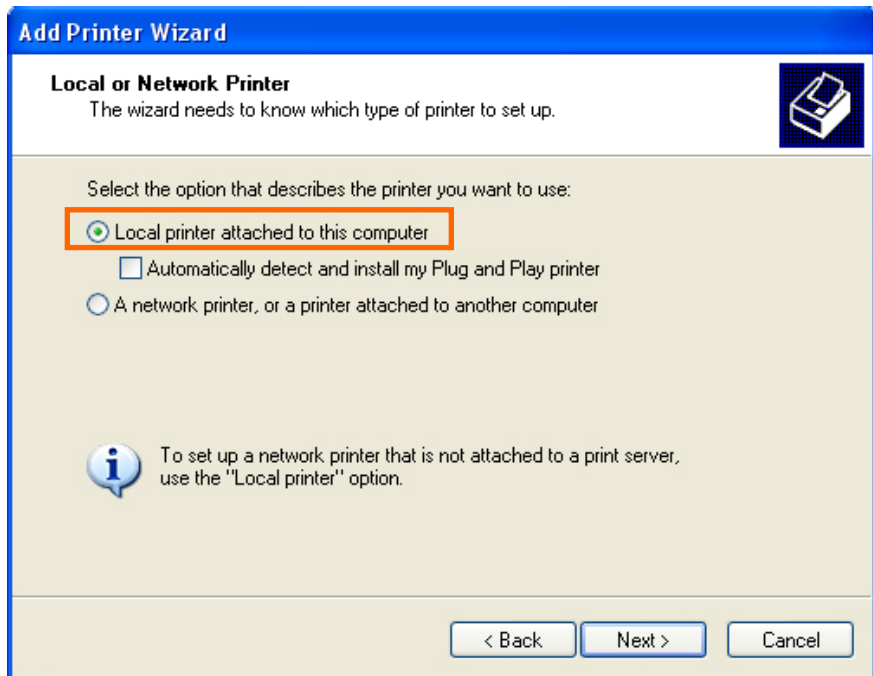 Add Printer Wizard
Local or Network Printer
The wizard needs to know which type of printer to set up.
Select the option that describes the printer you want to use:
Local printer attached to this computer
Automatically detect and install my Plug and Play printer
A network printer, or a printer attached to another computer
To set up a network printer that is not attached to a print server,
use the "Local printer" option.
< Back
Next >
Cancel